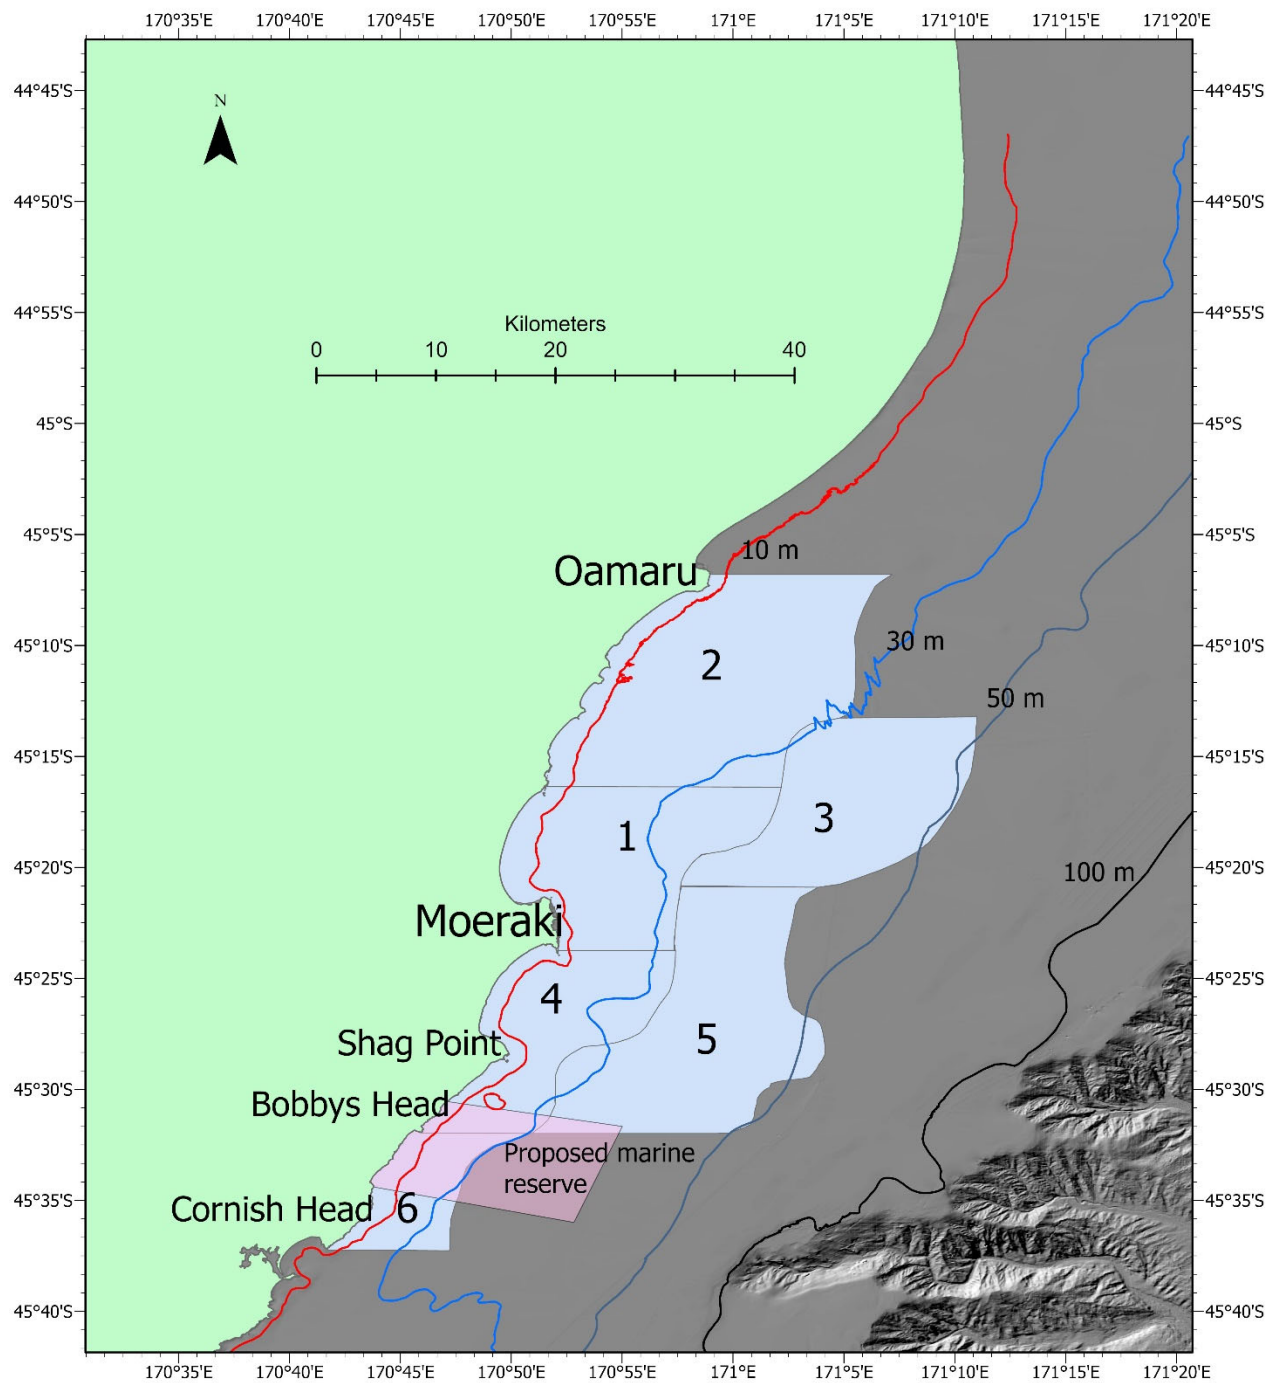 170°35'E 170°40'E 170°45'E 170°50'E 170°55'E 171°E 171°5'E 171°10'E 171°15'E 171°20'E
44°45'S 44°45'S
N
44°50'S 44°50'S
44°55'S 44°55'S
Kilometers
0 10 20 40
45°S 45°S
45°5'S 45°5'S
10 m
Oamaru
45°10'S 30 m 45°10'S
2
50 m
45°15'S 45°15'S
3
1
45°20'S 100 m 45°20'S
Moeraki
45°25'S 45°25'S
4
Shag Point 5
45°30'S 45°30'S
Bobbys Head
Proposed marine
reserve
45°35'S 45°35'S
Cornish Head 6
45°40'S 45°40'S
170°35'E 170°40'E 170°45'E 170°50'E 170°55'E 171°E 171°5'E 171°10'E 171°15'E 171°20'E